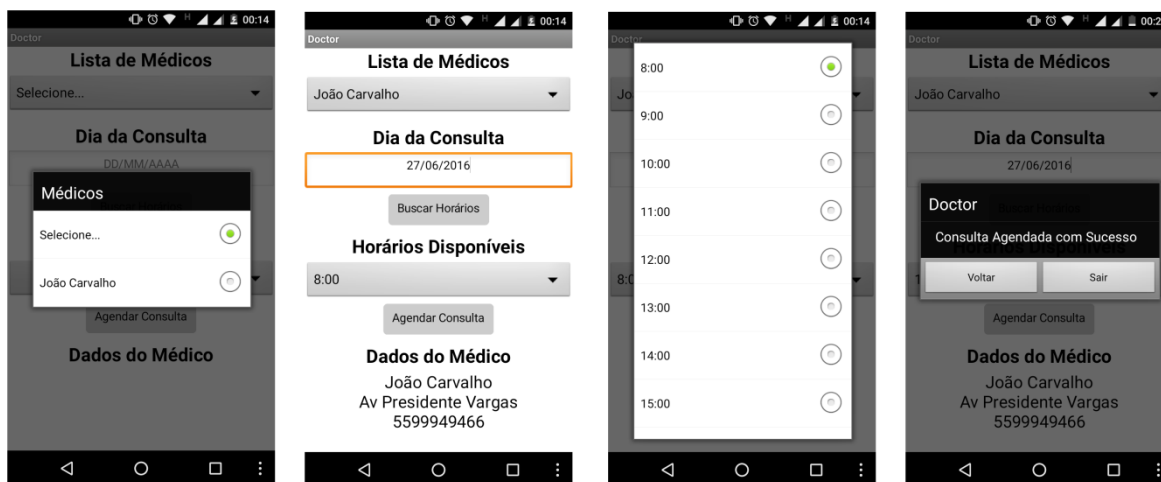 H 00:14
Doctor
Lista de Médicos
Selecione...
Dia da Consulta
DD/MM/AAAA
Médicos
Selecione...
João Carvalho
Agendar Consulta
Dados do Médico
H 00:14
Doctor
Lista de Médicos
João Carvalho
Dia da Consulta
27/06/2016
Buscar Horários
Horários Disponíveis
8:00
Agendar Consulta
Dados do Médico
João Carvalho
Av Presidente Vargas
5599949466
H 00:14
Doctor
Jo
8:00
9:00
10:00
11:00
12:00
8:0
13:00
14:00
15:00
H 00:2
Doctor
Lista de Médicos
João Carvalho
Dia da Consulta
27/06/2016
Doctor
Consulta Agendada com Sucesso
Voltar
Sair
Agendar Consulta
Dados do Médico
João Carvalho
Av Presidente Vargas
5599949466